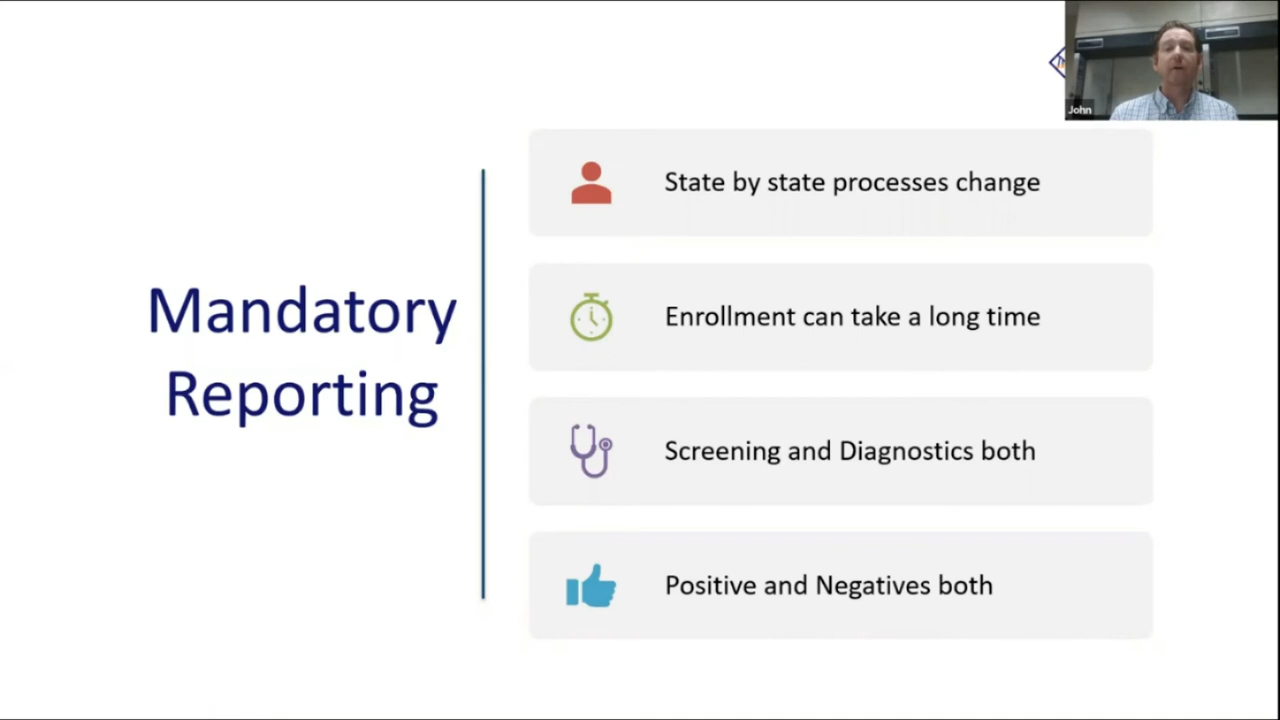 Mandatory
Reporting
State by state processes change
Enrollment can take a long time
Screening and Diagnostics both
Positive and Negatives both
John